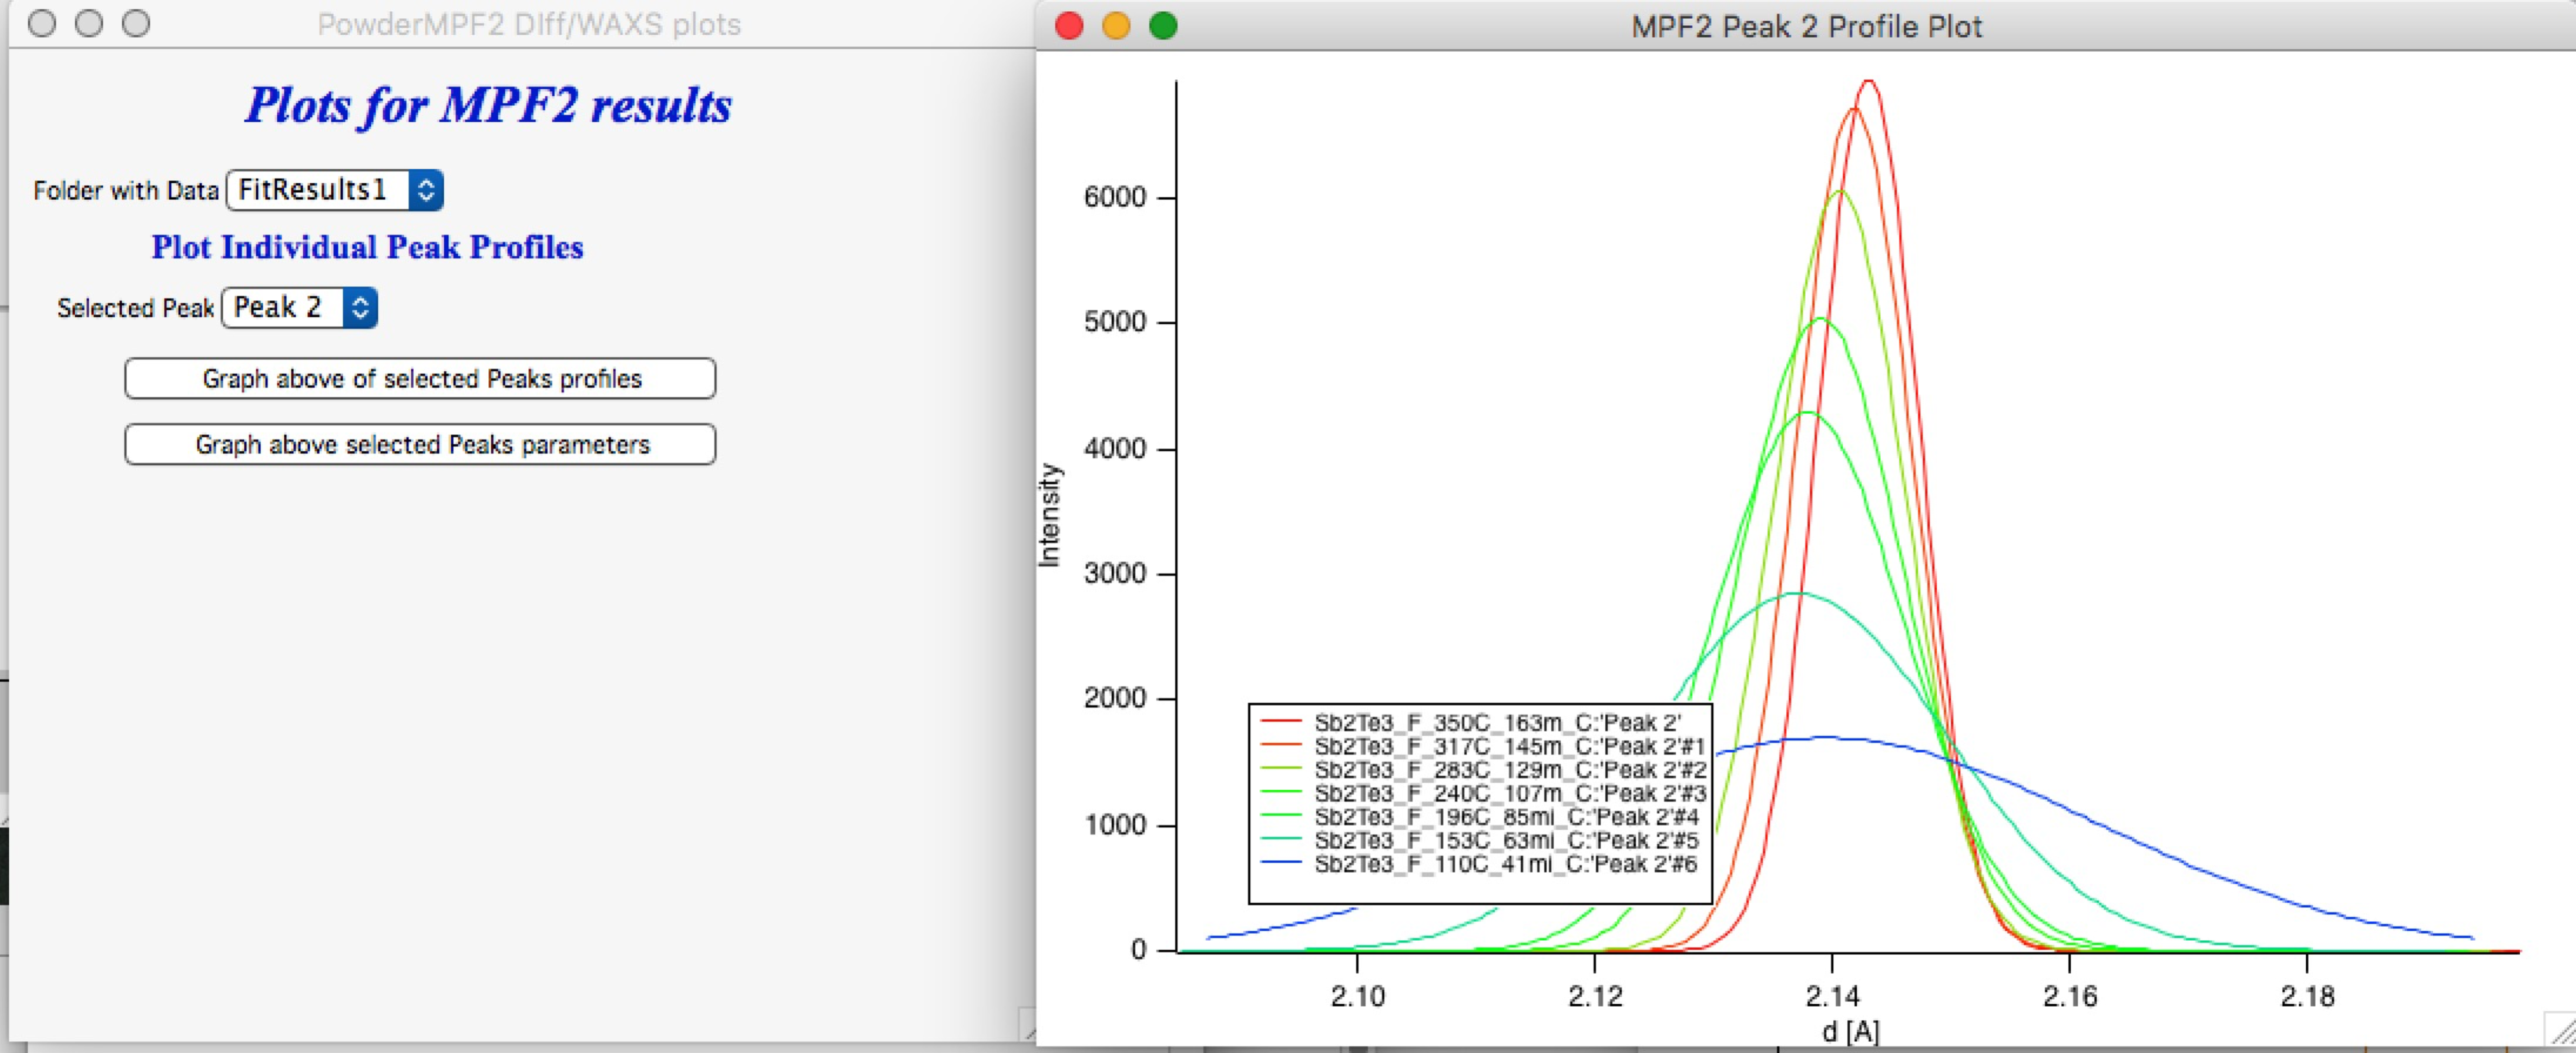 PowderMPF2 DIff/WAXS plots
Plots for MPF2 results
Folder with Data FitResults1
Plot Individual Peak Profiles
Selected Peak Peak 2
Graph above of selected Peaks profiles
Graph above selected Peaks parameters
MPF2 Peak 2 Profile Plot
6000
5000
4000
3000
2000
1000
0
Intensity
Sb2Te3_F_350C_163m_C:'Peak 2'
Sb2Te3_F_317C_145m_C:'Peak 2'#1
Sb2Te3_F_283C_129m_C:'Peak 2'#2
Sb2Te3_F_240C_107m_C:'Peak 2'#3
Sb2Te3_F_196C_85mi_C:'Peak 2'#4
Sb2Te3_F_153C_63mi_C:'Peak 2'#5
Sb2Te3_F_110C_41mi_C:'Peak 2'#6
2.10 2.12 2.14 2.16 2.18
d [A]